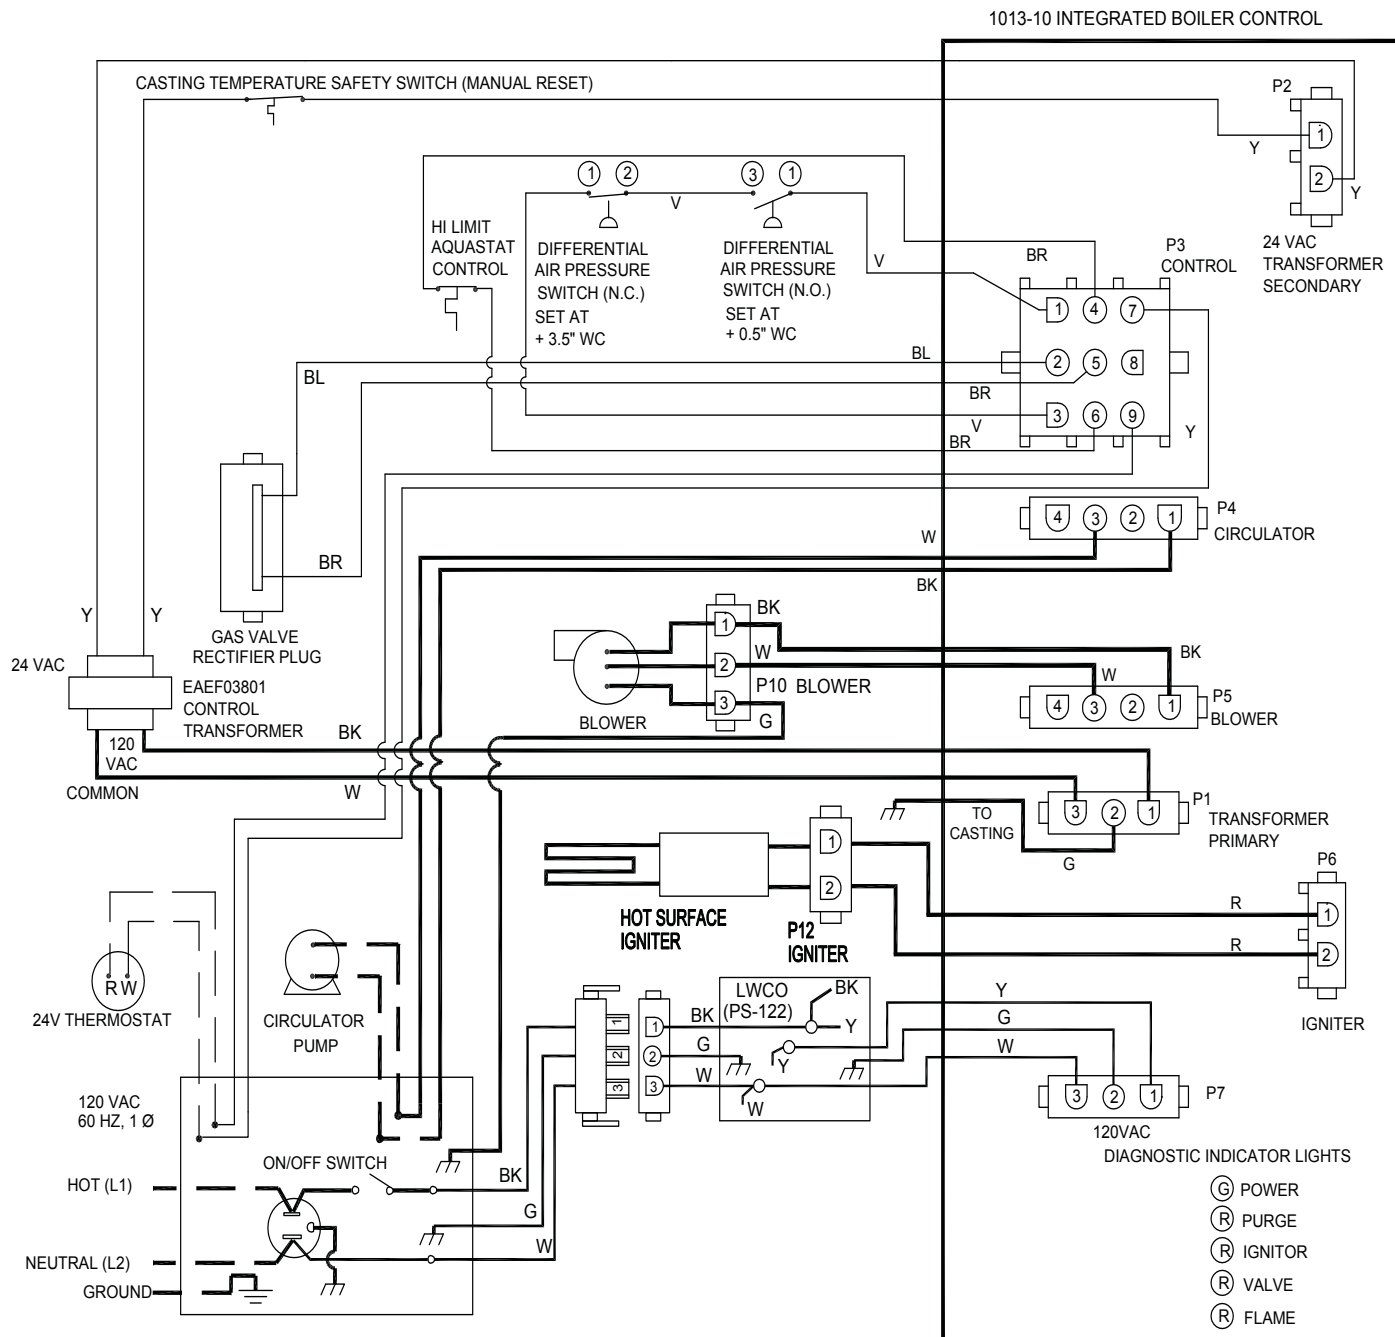 1013-10 INTEGRATED BOILER CONTROL
CASTING TEMPERATURE SAFETY SWITCH (MANUAL RESET)
P2
1
Y
2
Y
24 VAC
TRANSFORMER
SECONDARY
1 2
3 1
V
HI LIMIT
AQUASTAT
CONTROL
DIFFERENTIAL
AIR PRESSURE
SWITCH (N.C.)
SET AT
+ 3.5" WC
DIFFERENTIAL
AIR PRESSURE
SWITCH (N.O.)
SET AT
+ 0.5" WC
BR
V
P3
CONTROL
1 4 7
BL
2 5 8
BL
BR
3 6 9
V
BR
Y
BR
GAS VALVE
RECTIFIER PLUG
4 3 2 1
P4
CIRCULATOR
W
BK
Y Y
24 VAC
EAEF03801
CONTROL
TRANSFORMER
120
VAC
COMMON
BK
W
BLOWER
1
2
3
BK
W
P10 BLOWER
G
BK
W
4 3 2 1
P5
BLOWER
TO
CASTING
3 2 1
P1
TRANSFORMER
PRIMARY
G
HOT SURFACE
IGNITER
1
2
P12
IGNITER
P6
R
1
R
2
IGNITER
R W
24V THERMOSTAT
CIRCULATOR
PUMP
1
2
3
1
2
3
BK
G
W
LWCO
(PS-122)
BK
Y
Y
W
Y
G
W
3 2 1
P7
120VAC
120 VAC
60 HZ, 1 Ø
ON/OFF SWITCH
HOT (L1)
BK
G
W
NEUTRAL (L2)
GROUND
DIAGNOSTIC INDICATOR LIGHTS
G POWER
R PURGE
R IGNITOR
R VALVE
R FLAME